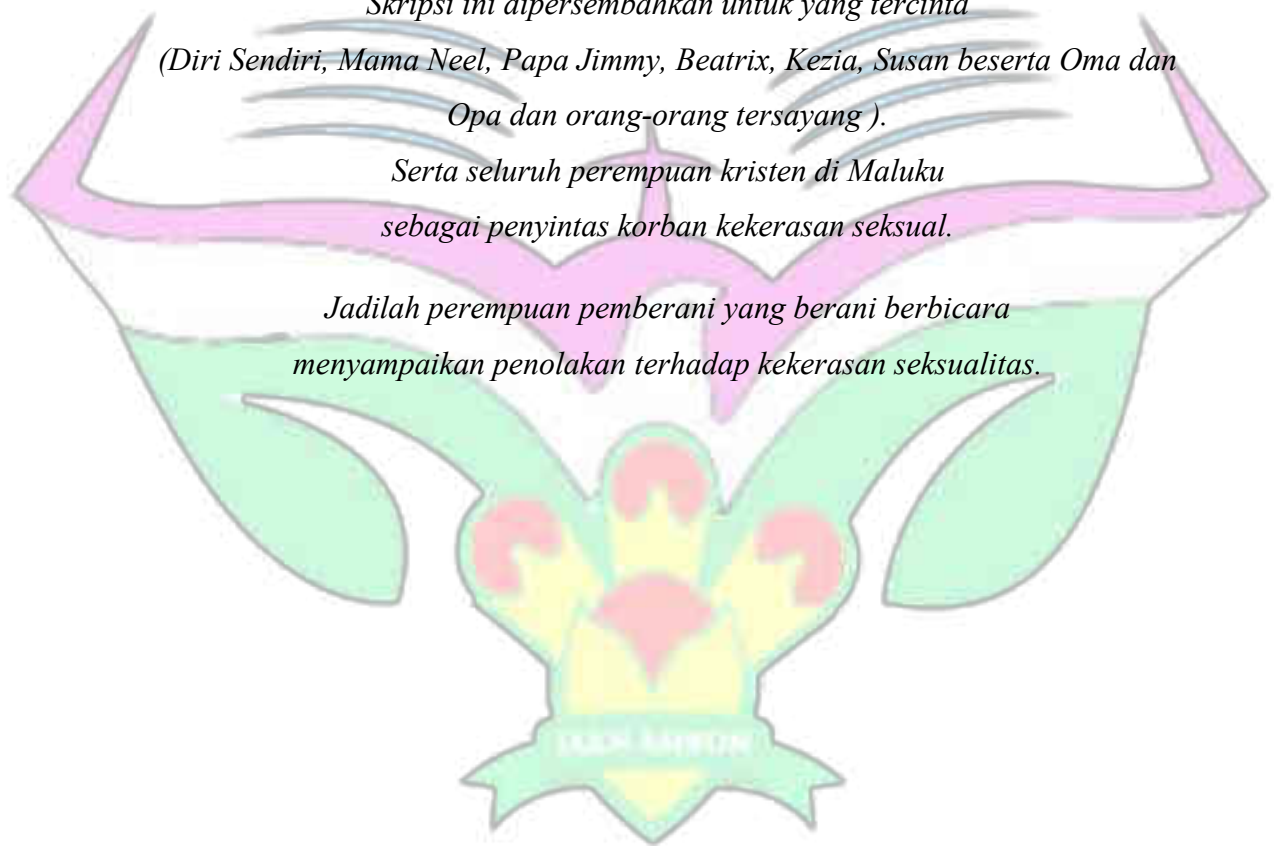 Skripsi ini dipersembahkan untuk yang tercinta
(Diri Sendiri, Mama Neel, Papa Jimmy, Beatrix, Kezia, Susan beserta Oma dan
Opa dan orang-orang tersayang ).
Serta seluruh perempuan kristen di Maluku
sebagai penyintas korban kekerasan seksual.
Jadilah perempuan pemberani yang berani berbicara
menyampaikan penolakan terhadap kekerasan seksualitas.